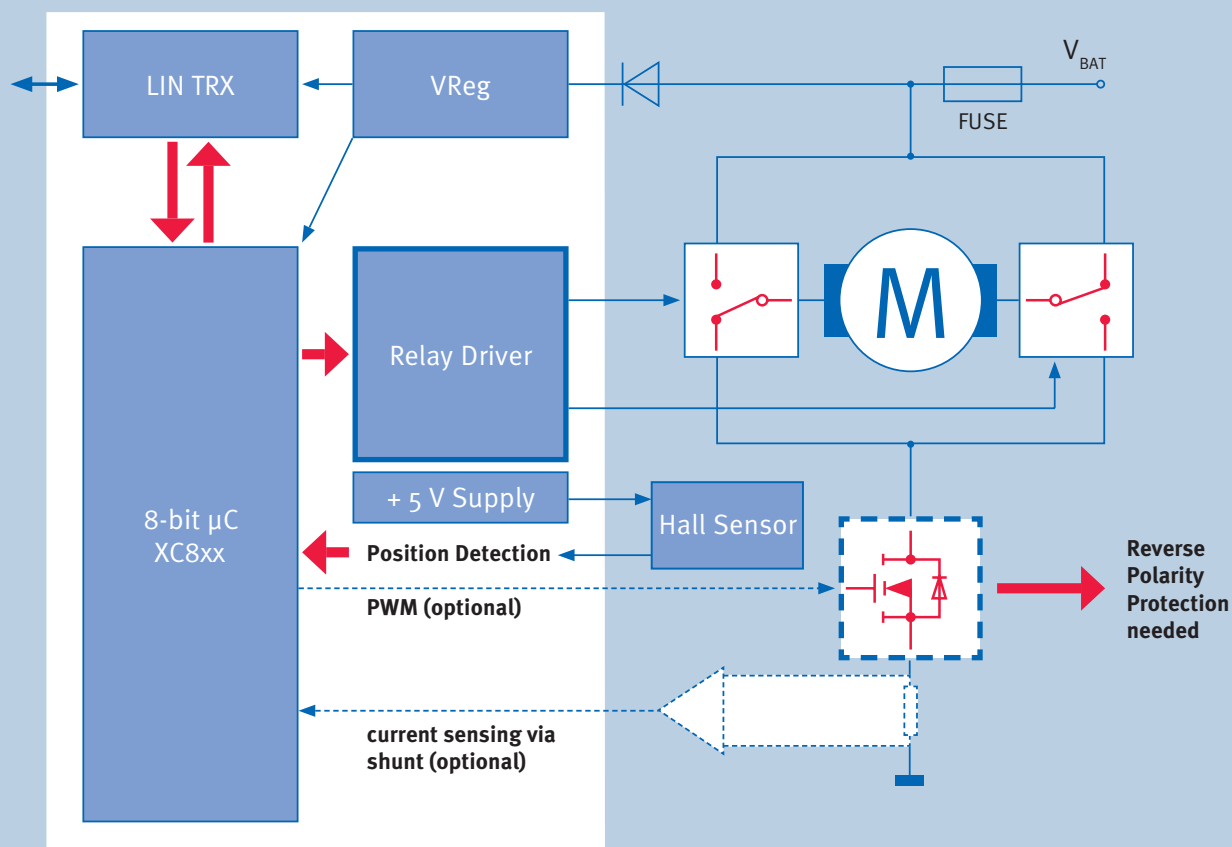 LIN TRX
VReg
V_BAT
FUSE
Relay Driver
M
+ 5 V Supply
Hall Sensor
8-bit µC
XC8xx
Position Detection
PWM (optional)
Reverse
Polarity
Protection
needed
current sensing via
shunt (optional)